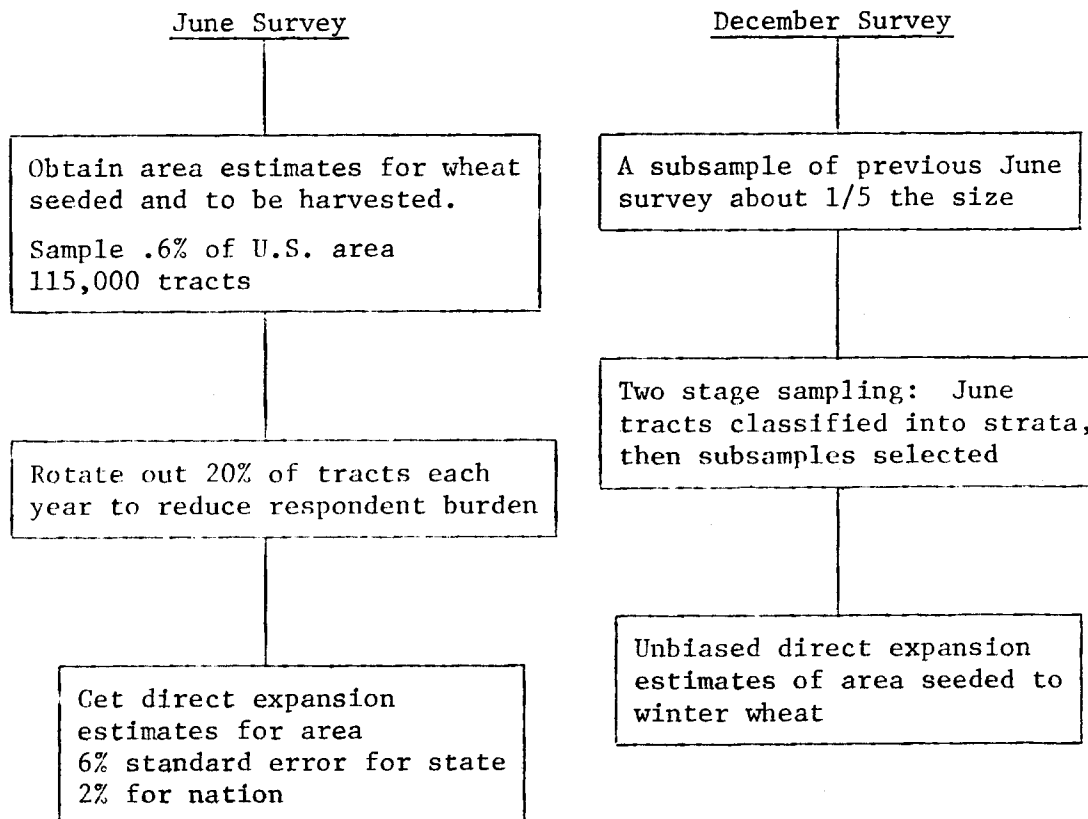 June Survey
Obtain area estimates for wheat
seeded and to be harvested.
Sample .6% of U.S. area
115,000 tracts
Rotate out 20% of tracts each
year to reduce respondent burden
Cet direct expansion
estimates for area
6% standard error for state
2% for nation
December Survey
A subsample of previous June
survey about 1/5 the size
Two stage sampling: June
tracts classified into strata,
then subsamples selected
Unbiased direct expansion
estimates of area seeded to
winter wheat